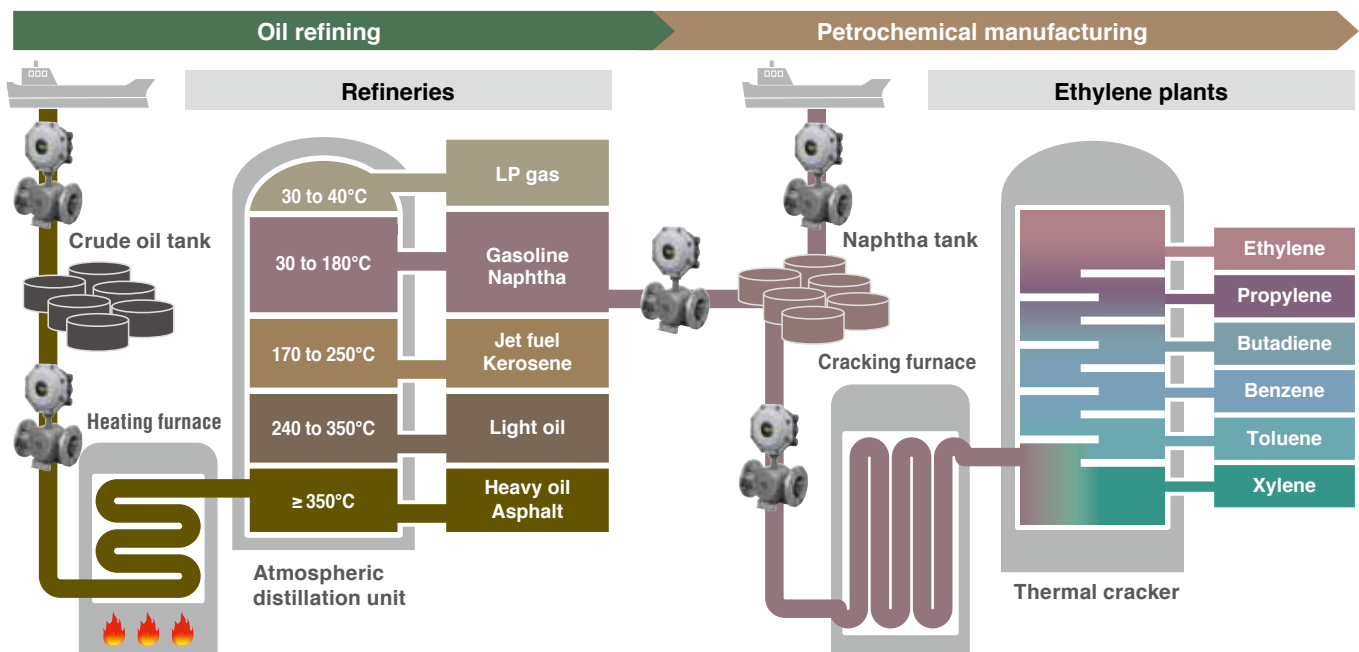 Oil refining
Petrochemical manufacturing
Refineries
Ethylene plants
LP gas
30 to 40°C
Crude oil tank
30 to 180°C
Gasoline
Naphtha
Naphtha tank
Ethylene
Propylene
170 to 250°C
Jet fuel
Kerosene
Butadiene
Cracking furnace
Benzene
Heating furnace
240 to 350°C
Light oil
Toluene
≥ 350°C
Heavy oil
Asphalt
Xylene
Atmospheric
distillation unit
Thermal cracker